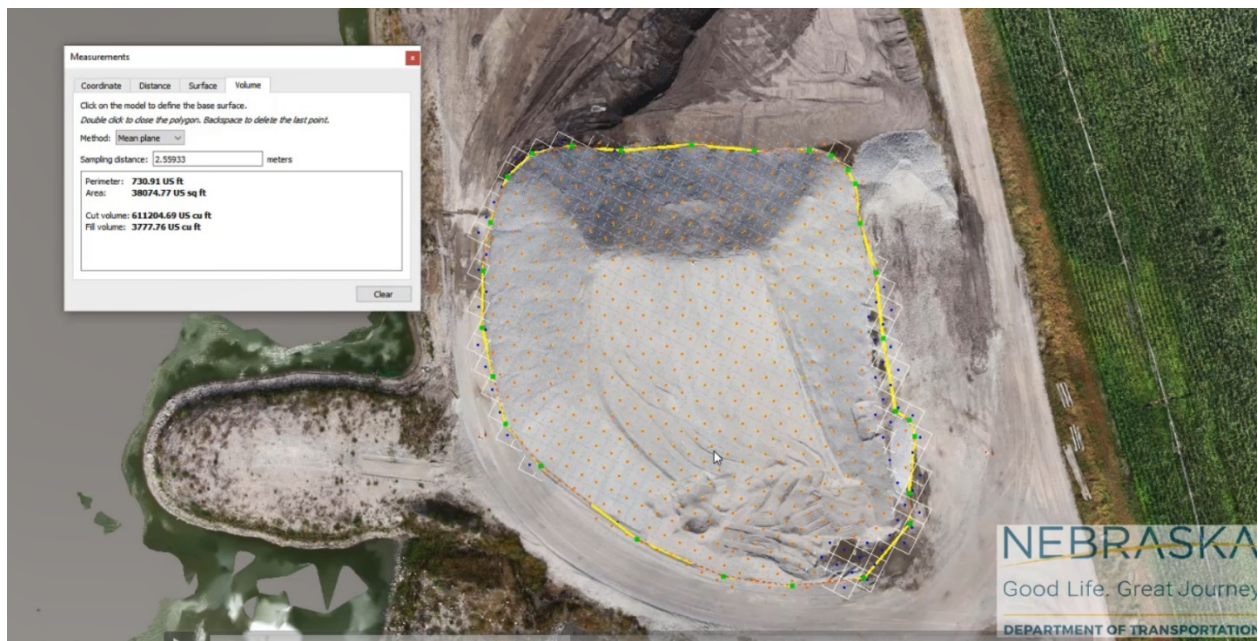 Measurements
Coordinate Distance Surface Volume
Click on the model to define the base surface.
Double click to close the polygon. Backspace to delete the last point.
Method: Mean plane
Sampling distance: 2.55933 meters
Perimeter: 730.91 US ft
Area: 38074.77 US sq ft
Cut volume: 611204.69 US cu ft
Fill volume: 3777.76 US cu ft
Clear
NEBRASKA
Good Life. Great Journey
DEPARTMENT OF TRANSPORTATION